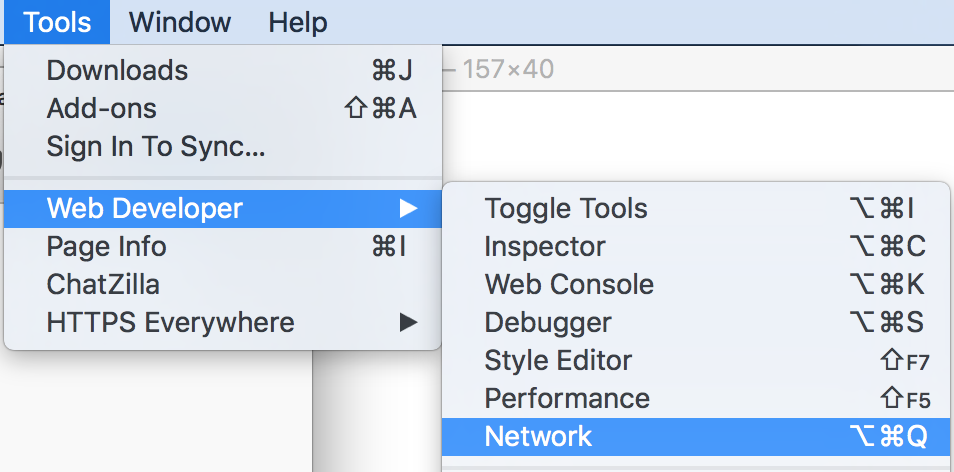 Tools Window Help
Downloads ⌘J
Add-ons ⇧⌘A
Sign In To Sync...
Web Developer ▶
Page Info ⌘I
ChatZilla
HTTPS Everywhere ▶
— 157×40
Toggle Tools ⌥⌘I
Inspector ⌥⌘C
Web Console ⌥⌘K
Debugger ⌥⌘S
Style Editor ⇧F7
Performance ⇧F5
Network ⌥⌘Q